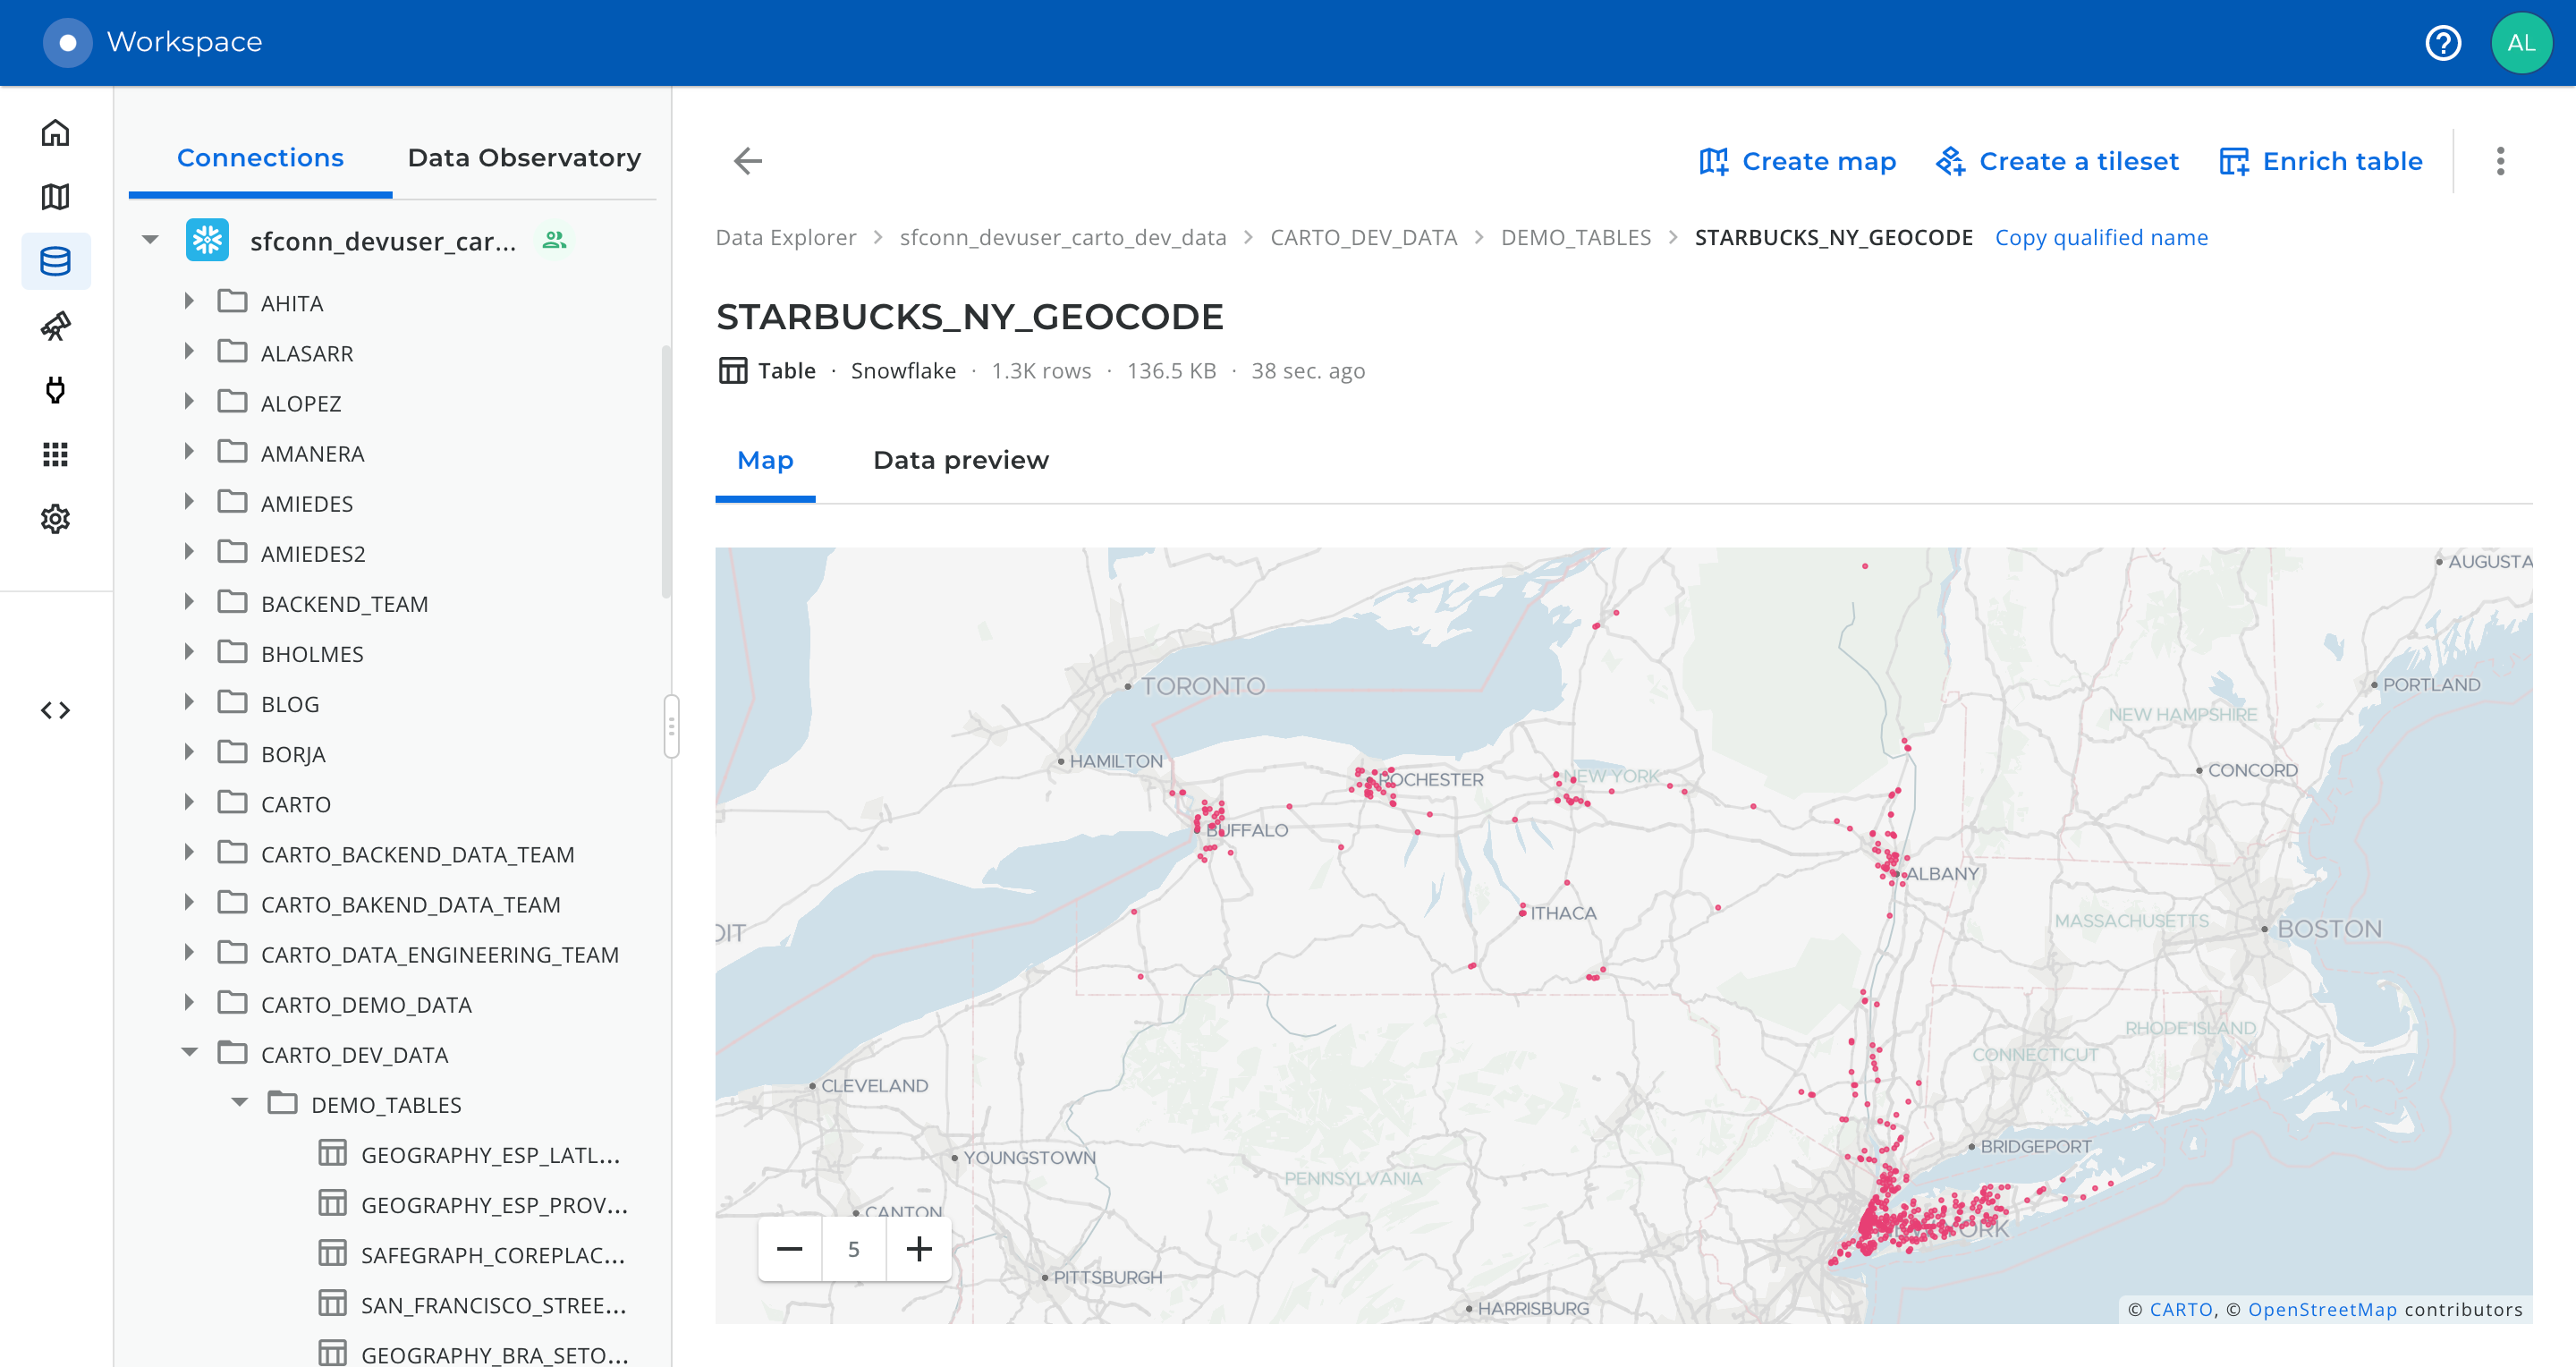 Workspace
AL
Connections
Data Observatory
sfconn_devuser_car...
AHITA
ALASARR
ALOPEZ
AMANERA
AMIEDES
AMIEDES2
BACKEND_TEAM
BHOLMES
BLOG
BORJA
CARTO
CARTO_BACKEND_DATA_TEAM
CARTO_BAKEND_DATA_TEAM
CARTO_DATA_ENGINEERING_TEAM
CARTO_DEMO_DATA
CARTO_DEV_DATA
DEMO_TABLES
GEOGRAPHY_ESP_LATL...
GEOGRAPHY_ESP_PROV...
SAFEGRAPH_COREPLAC...
SAN_FRANCISCO_STREE...
GEOGRAPHY_BRA_SETO...
Create map
Create a tileset
Enrich table
Data Explorer > sfconn_devuser_carto_dev_data > CARTO_DEV_DATA > DEMO_TABLES > STARBUCKS_NY_GEOCODE Copy qualified name
STARBUCKS_NY_GEOCODE
Table · Snowflake · 1.3K rows · 136.5 KB · 38 sec. ago
Map
Data preview
AUGUSTA
TORONTO
PORTLAND
NEW HAMPSHIRE
HAMILTON
CONCORD
ROCHESTER
NEW YORK
BUFFALO
ALBANY
ITHACA
MASSACHUSETTS
BOSTON
OIT
RHODE ISLAND
CONNECTICUT
CLEVELAND
BRIDGEPORT
YOUNGSTOWN
PENNSYLVANIA
CANTON
ORK
5
PITTSBURGH
HARRISBURG
© CARTO, © OpenStreetMap contributors